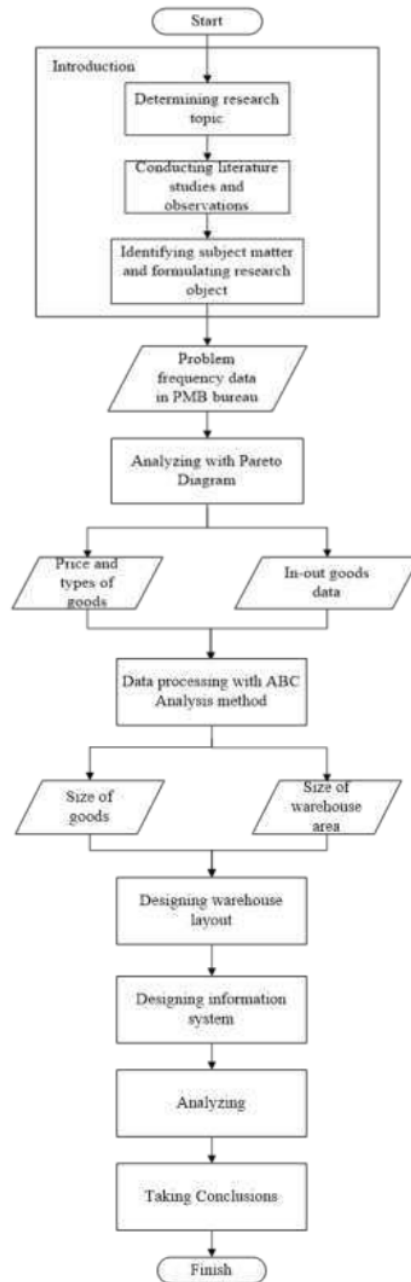 Start
Introduction
Determining research
topic
Conducting literature
studies and
observations
Identifying subject matter
and formulating research
object
Problem
frequency data
in PMB bureau
Analyzing with Pareto
Diagram
Price and
types of
goods
In-out goods
data
Data processing with ABC
Analysis method
Size of
goods
Size of
warehouse
area
Designing warehouse
layout
Designing information
system
Analyzing
Taking Conclusions
Finish